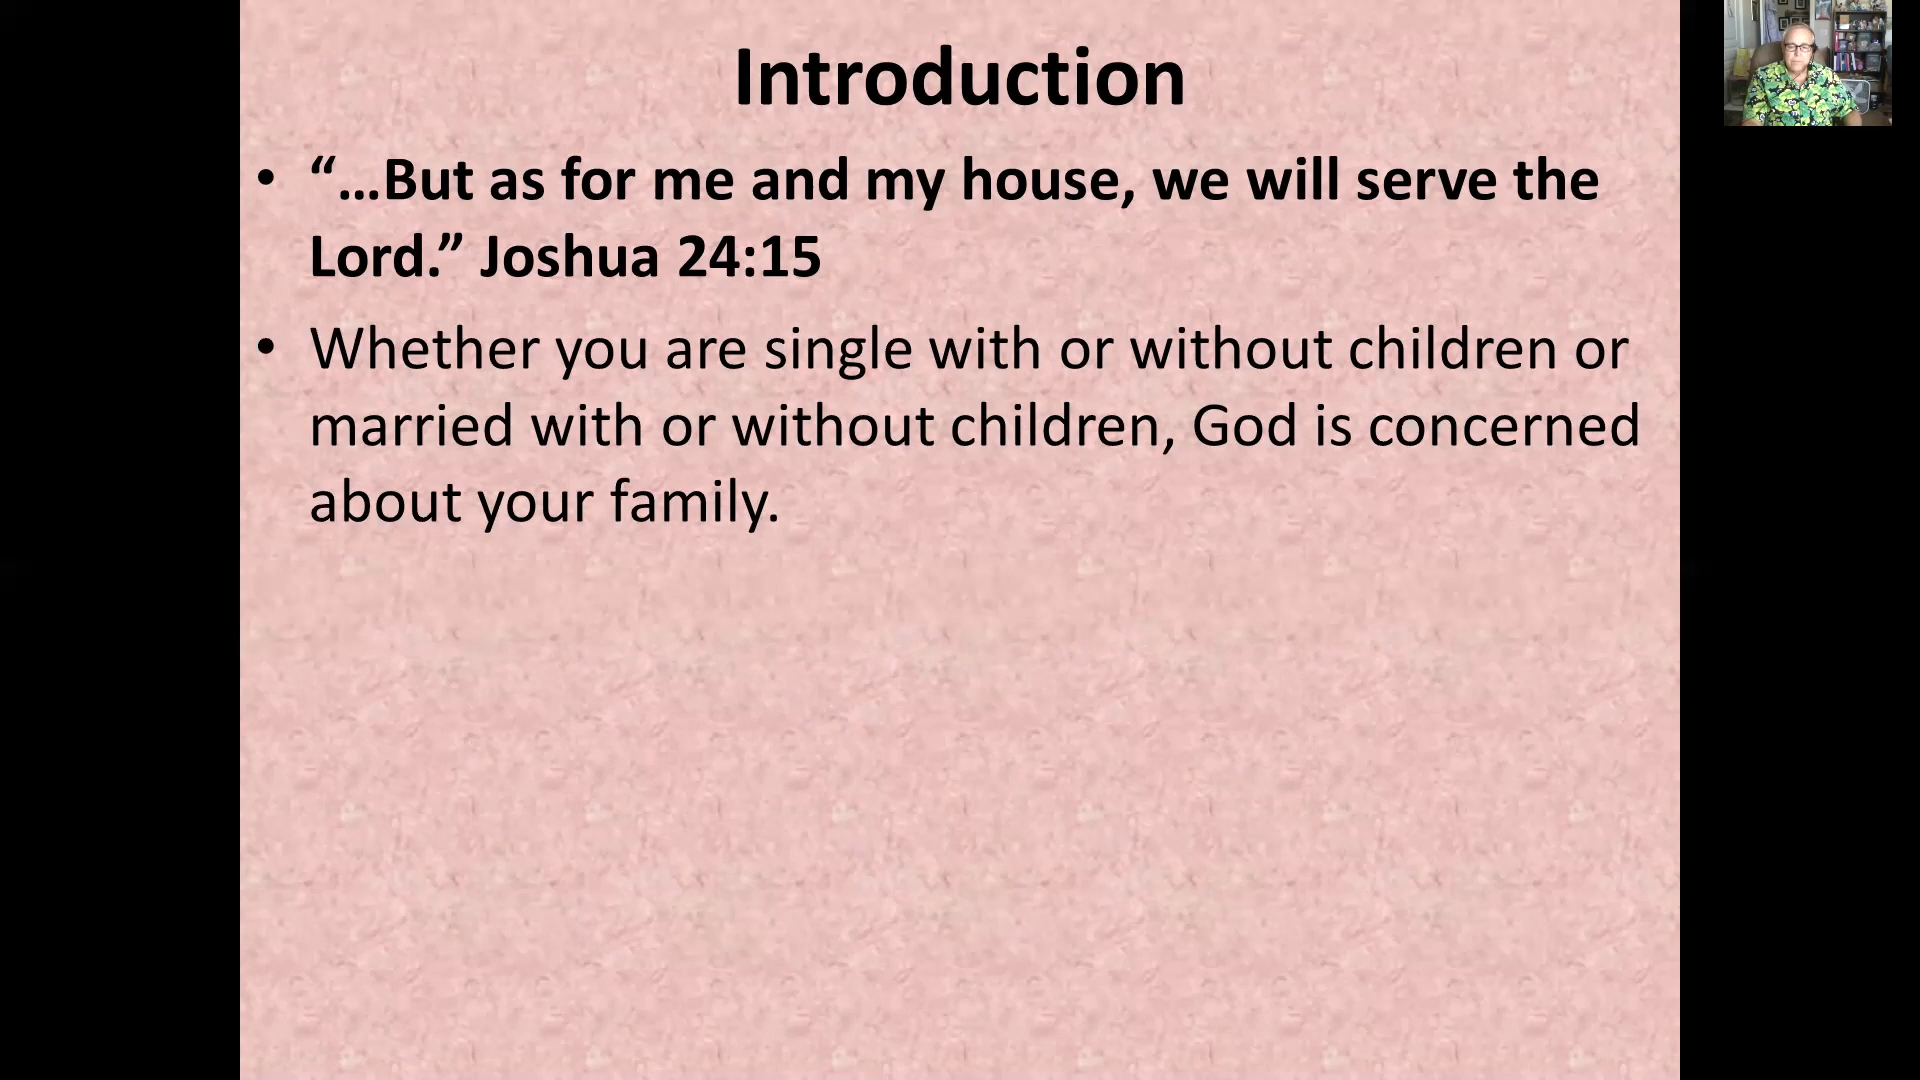 Introduction
• “…But as for me and my house, we will serve the
Lord.” Joshua 24:15
• Whether you are single with or without children or
married with or without children, God is concerned
about your family.